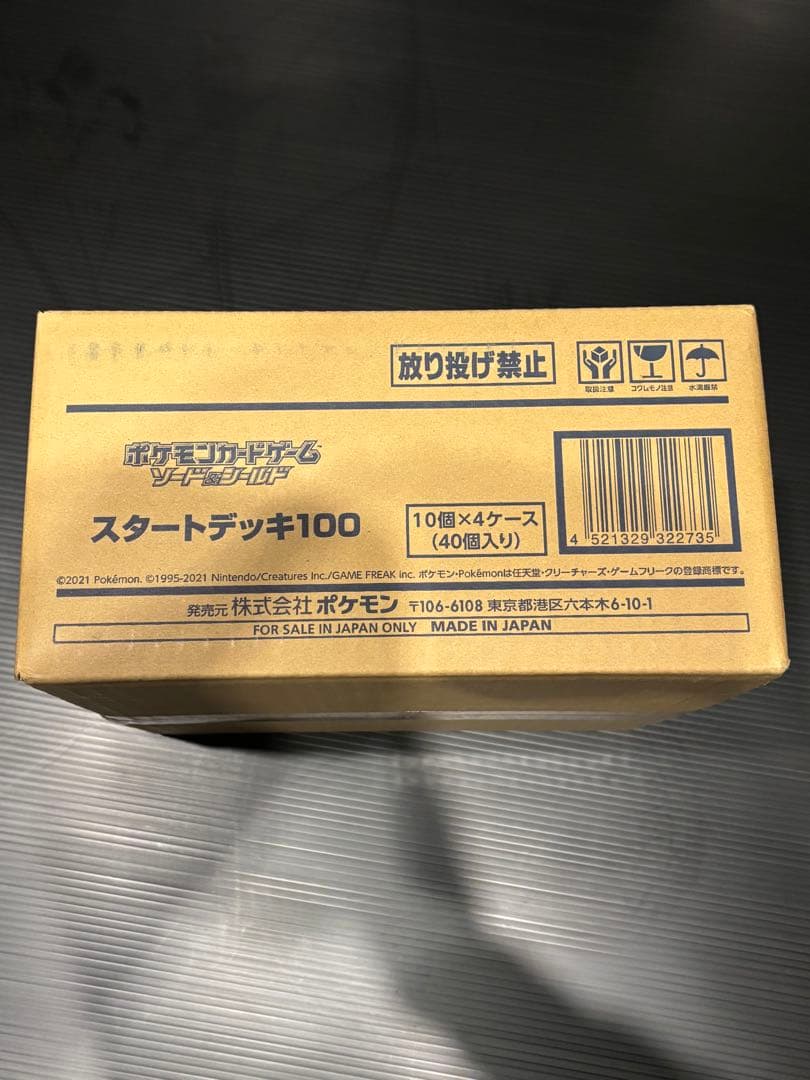 放り投げ禁止
取扱注意 コワレモノ注意 水濡厳禁
ポケモンカードゲーム
ソード&シールド
スタートデッキ100
10個×4ケース
(40個入り)
4 521329 322735
©2021 Pokémon. ©1995-2021 Nintendo/Creatures Inc./GAME FREAK inc. ポケモン・Pokémonは任天堂・クリーチャーズ・ゲームフリークの登録商標です。
発売元 株式会社 ポケモン 〒106-6108 東京都港区六本木6-10-1
FOR SALE IN JAPAN ONLY MADE IN JAPAN